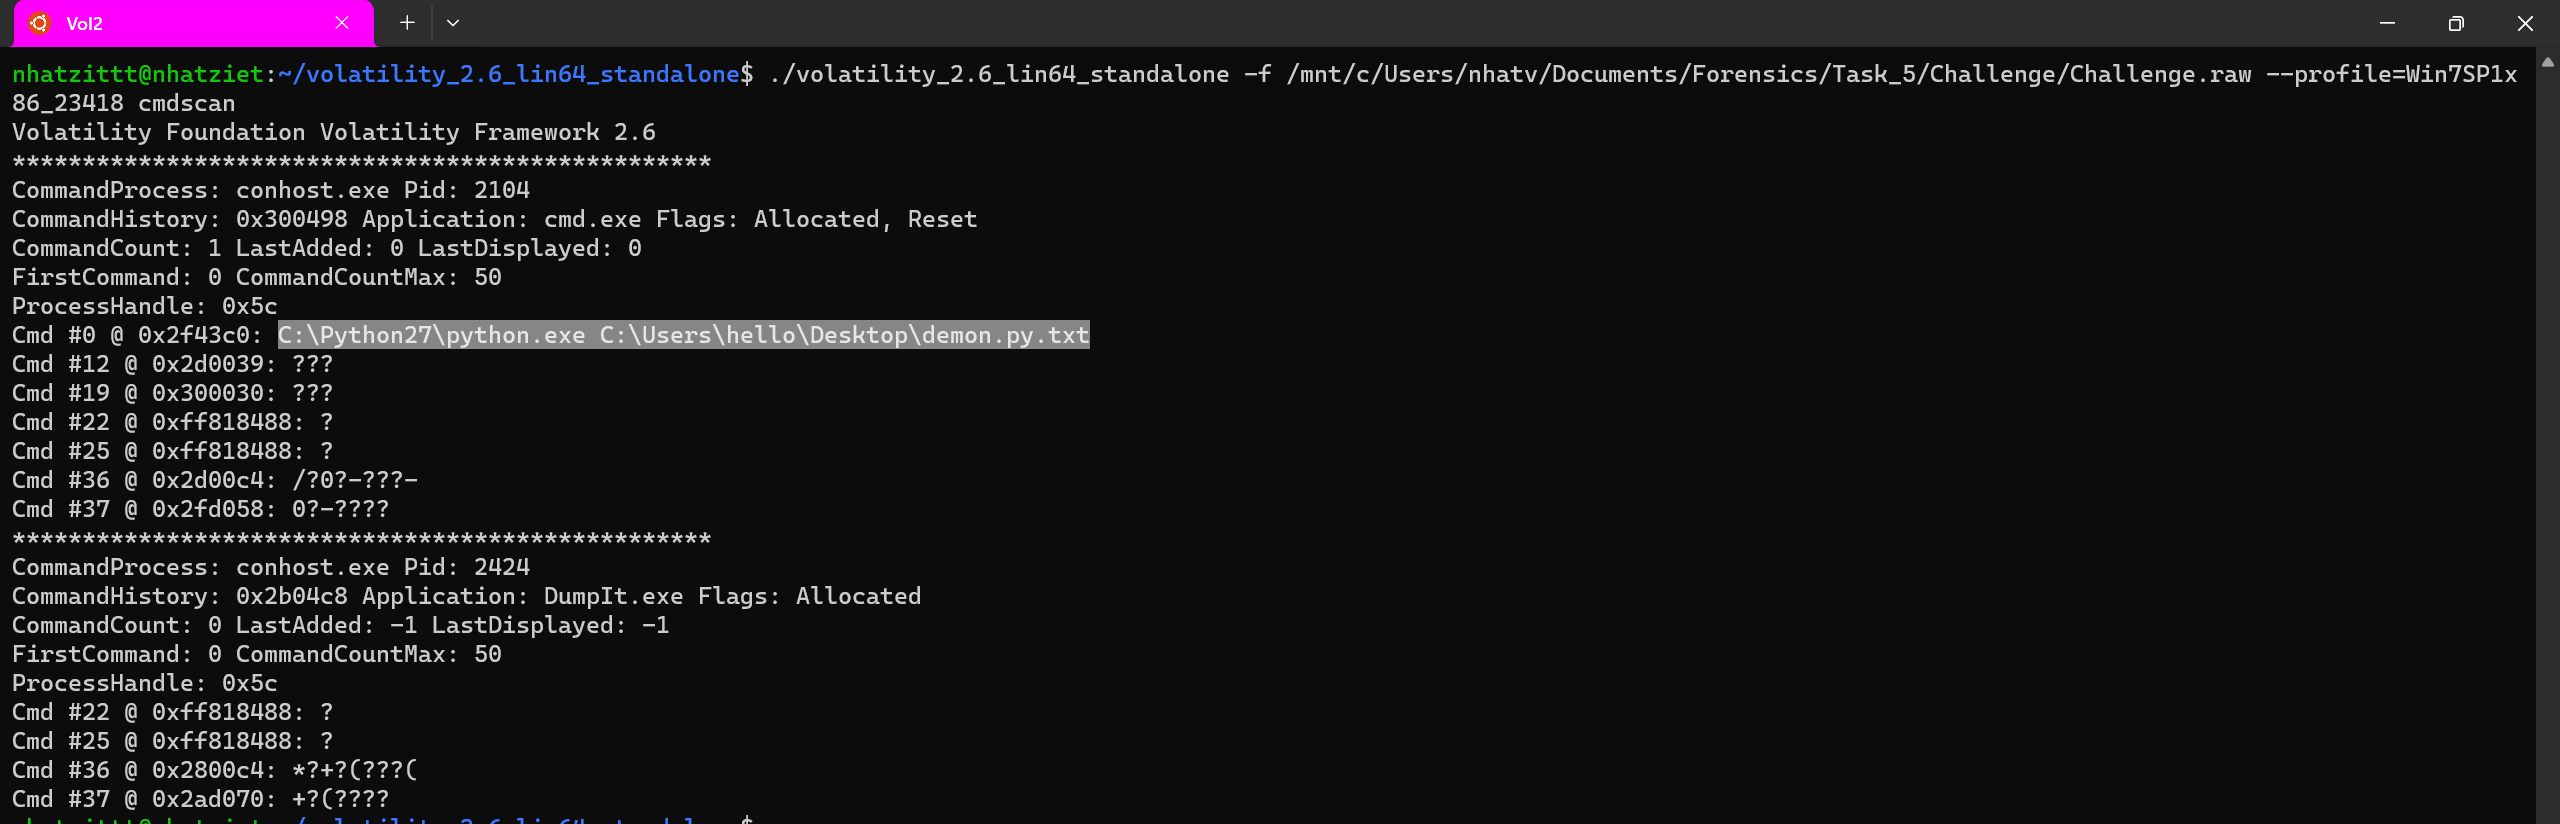 Vol2
nhatzittt@nhatziet:~/volatility_2.6_lin64_standalone$ ./volatility_2.6_lin64_standalone -f /mnt/c/Users/nhatv/Documents/Forensics/Task_5/Challenge/Challenge.raw --profile=Win7SP1x
86_23418 cmdscan
Volatility Foundation Volatility Framework 2.6
**************************************************
CommandProcess: conhost.exe Pid: 2104
CommandHistory: 0x300498 Application: cmd.exe Flags: Allocated, Reset
CommandCount: 1 LastAdded: 0 LastDisplayed: 0
FirstCommand: 0 CommandCountMax: 50
ProcessHandle: 0x5c
Cmd #0 @ 0x2f43c0: C:\Python27\python.exe C:\Users\hello\Desktop\demon.py.txt
Cmd #12 @ 0x2d0039: ???
Cmd #19 @ 0x300030: ???
Cmd #22 @ 0xff818488: ?
Cmd #25 @ 0xff818488: ?
Cmd #36 @ 0x2d00c4: /?0?-???-
Cmd #37 @ 0x2fd058: 0?-????
**************************************************
CommandProcess: conhost.exe Pid: 2424
CommandHistory: 0x2b04c8 Application: DumpIt.exe Flags: Allocated
CommandCount: 0 LastAdded: -1 LastDisplayed: -1
FirstCommand: 0 CommandCountMax: 50
ProcessHandle: 0x5c
Cmd #22 @ 0xff818488: ?
Cmd #25 @ 0xff818488: ?
Cmd #36 @ 0x2800c4: *?+?(???(
Cmd #37 @ 0x2ad070: +?(????